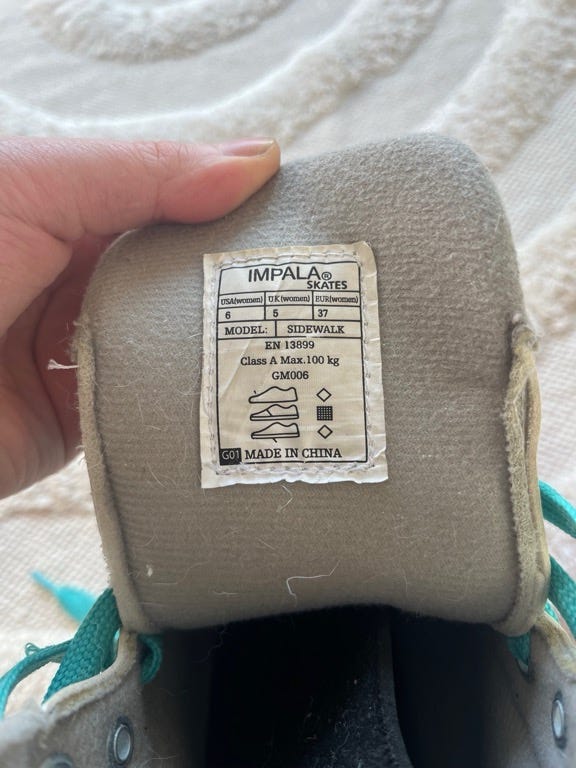 IMPALA®
SKATES
USA(women) UK(women) EUR(women)
6 5 37
MODEL: SIDEWALK
EN 13899
Class A Max.100 kg
GM006
G01 MADE IN CHINA